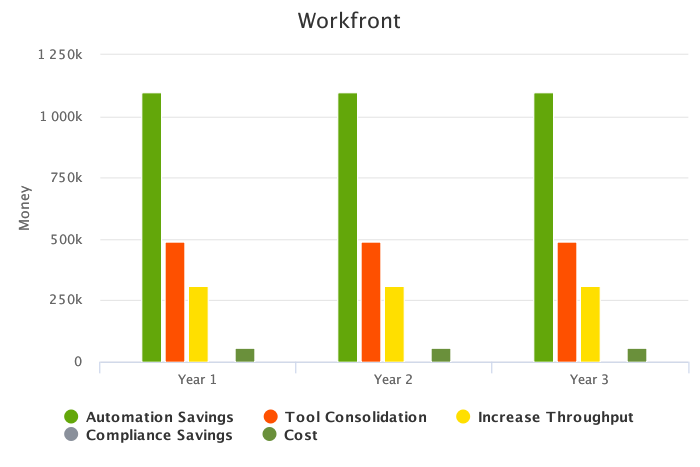 Workfront
1 250k
1 000k
750k
500k
250k
0
Money
Year 1 Year 2 Year 3
Automation Savings Tool Consolidation Increase Throughput
Compliance Savings Cost